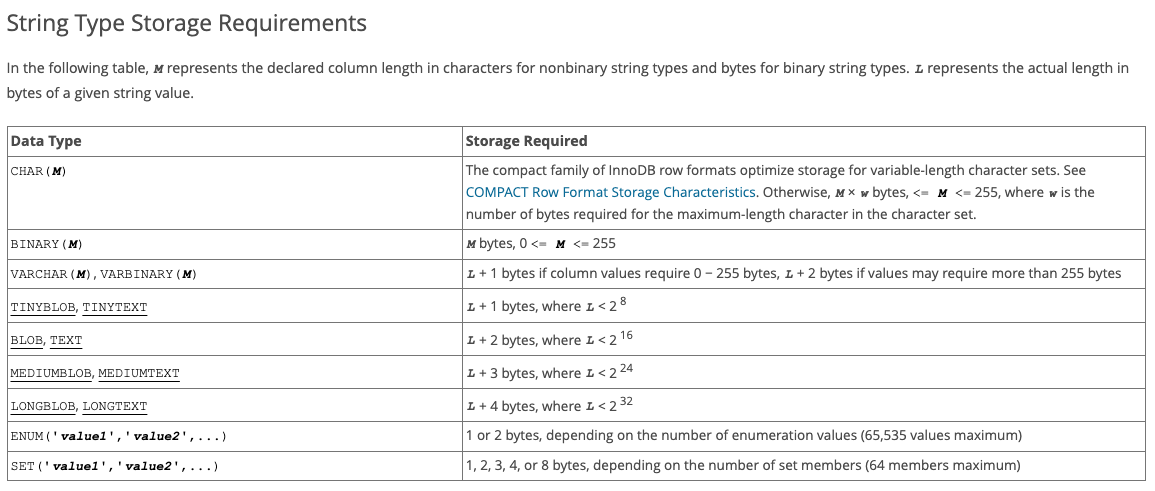 String Type Storage Requirements
In the following table, M represents the declared column length in characters for nonbinary string types and bytes for binary string types. L represents the actual length in
bytes of a given string value.
Data Type Storage Required
CHAR(M) The compact family of InnoDB row formats optimize storage for variable-length character sets. See
COMPACT Row Format Storage Characteristics. Otherwise, M × w bytes, <= M <= 255, where w is the
number of bytes required for the maximum-length character in the character set.
BINARY(M) M bytes, 0 <= M <= 255
VARCHAR(M), VARBINARY(M) L + 1 bytes if column values require 0 − 255 bytes, L + 2 bytes if values may require more than 255 bytes
TINYBLOB, TINYTEXT L + 1 bytes, where L < 2 8
BLOB, TEXT L + 2 bytes, where L < 2 16
MEDIUMBLOB, MEDIUMTEXT L + 3 bytes, where L < 2 24
LONGBLOB, LONGTEXT L + 4 bytes, where L < 2 32
ENUM('value1','value2',...) 1 or 2 bytes, depending on the number of enumeration values (65,535 values maximum)
SET('value1','value2',...) 1, 2, 3, 4, or 8 bytes, depending on the number of set members (64 members maximum)